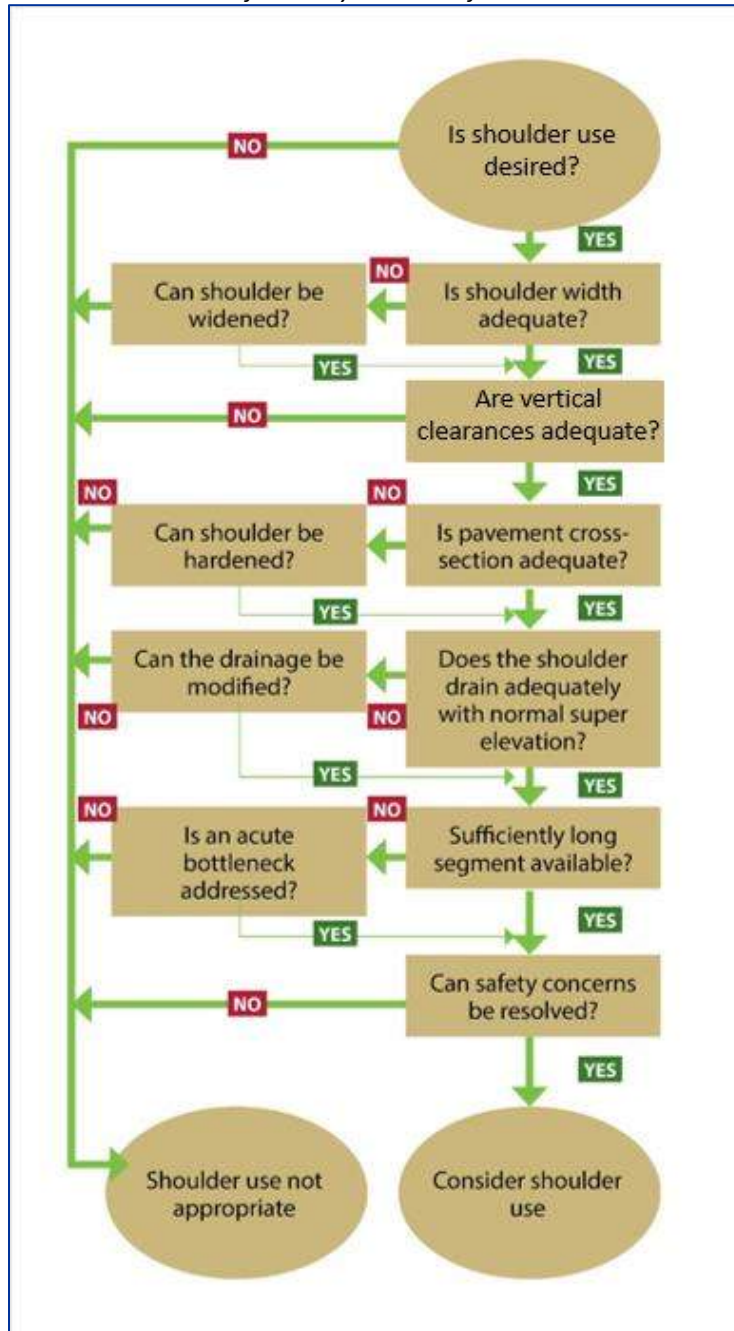 Is shoulder use
desired?
NO
YES
Can shoulder be
widened?
NO
Is shoulder width
adequate?
YES
YES
Are vertical
clearances adequate?
NO
YES
NO
Can shoulder be
hardened?
NO
Is pavement cross-
section adequate?
YES
YES
Can the drainage be
modified?
NO
Does the shoulder
drain adequately
with normal super
elevation?
NO
YES
YES
NO
Is an acute
bottleneck
addressed?
NO
Sufficiently long
segment available?
YES
YES
Can safety concerns
be resolved?
NO
YES
Shoulder use not
appropriate
Consider shoulder
use